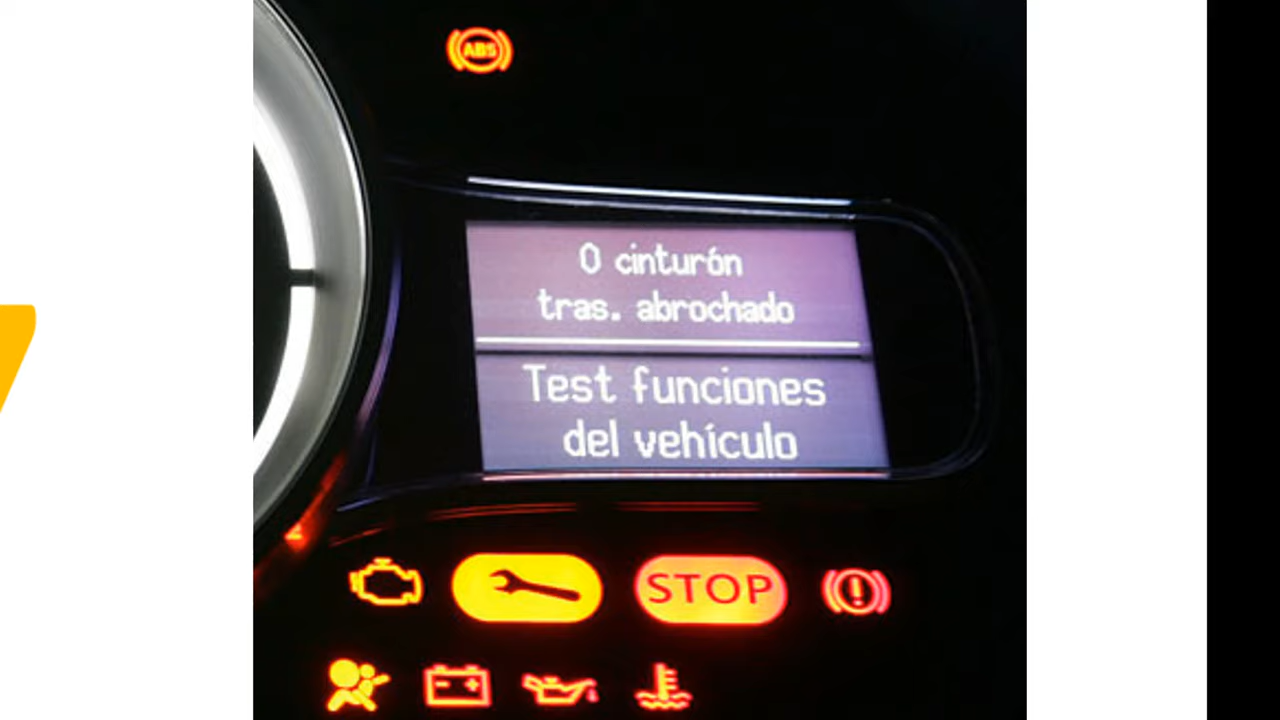 ABS
0 cinturón
tras. abrochado
Test funciones
del vehículo
STOP